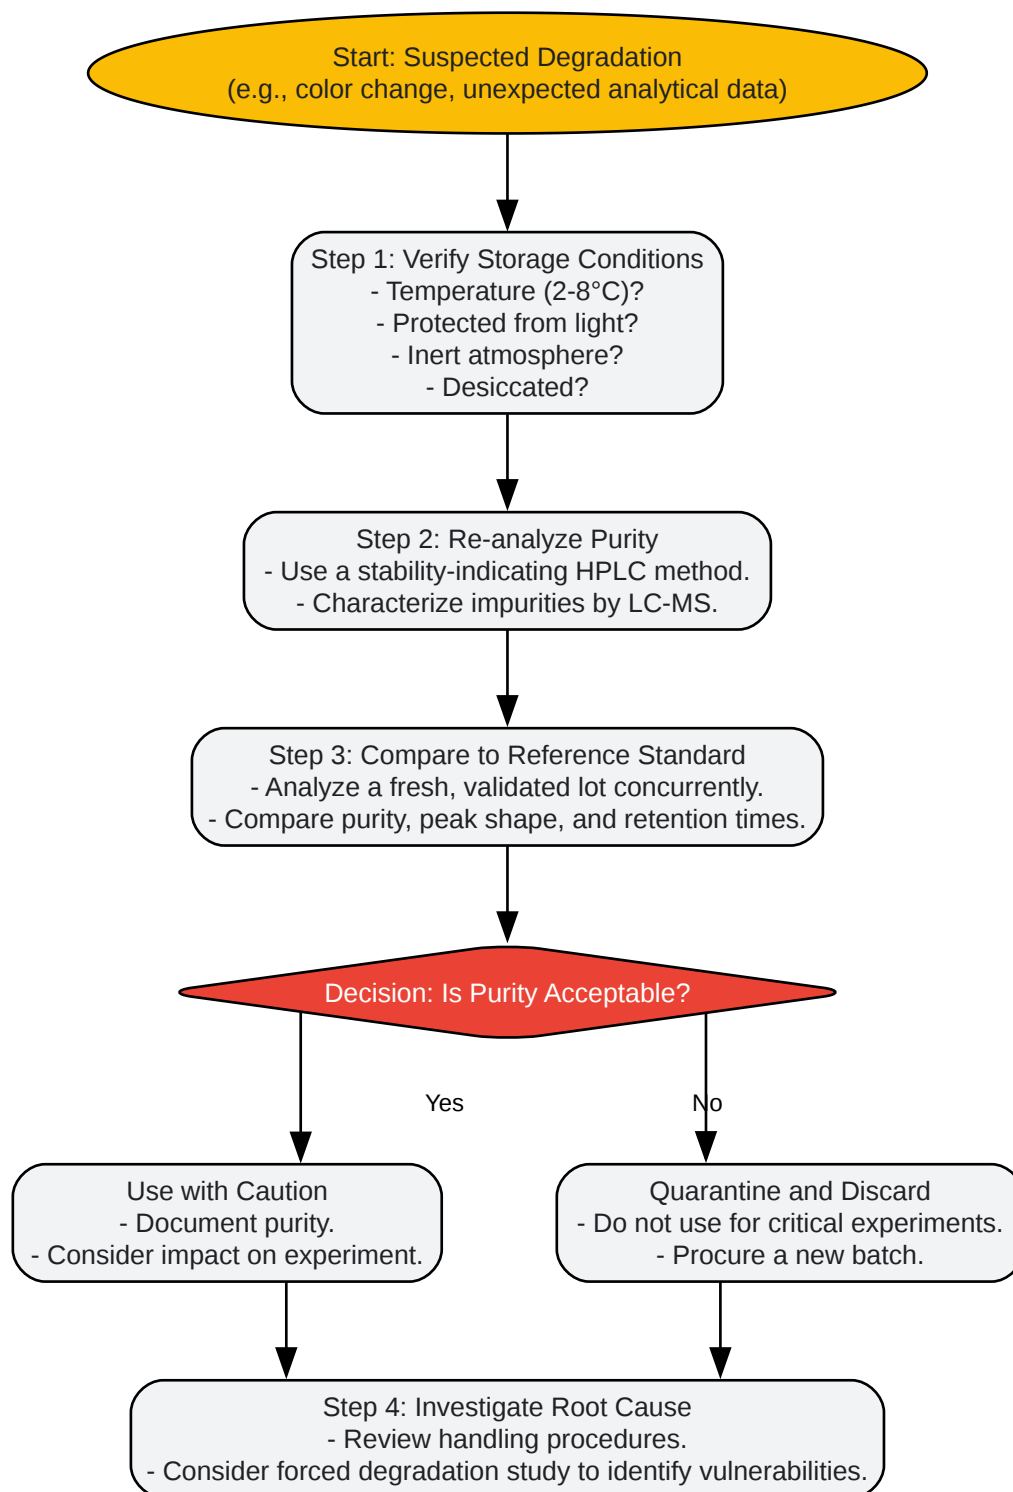 Start: Suspected Degradation
(e.g., color change, unexpected analytical data)
Step 1: Verify Storage Conditions
- Temperature (2-8°C)?
- Protected from light?
- Inert atmosphere?
- Desiccated?
Step 2: Re-analyze Purity
- Use a stability-indicating HPLC method.
- Characterize impurities by LC-MS.
Step 3: Compare to Reference Standard
- Analyze a fresh, validated lot concurrently.
- Compare purity, peak shape, and retention times.
Decision: Is Purity Acceptable?
Yes
No
Use with Caution
- Document purity.
- Consider impact on experiment.
Quarantine and Discard
- Do not use for critical experiments.
- Procure a new batch.
Step 4: Investigate Root Cause
- Review handling procedures.
- Consider forced degradation study to identify vulnerabilities.